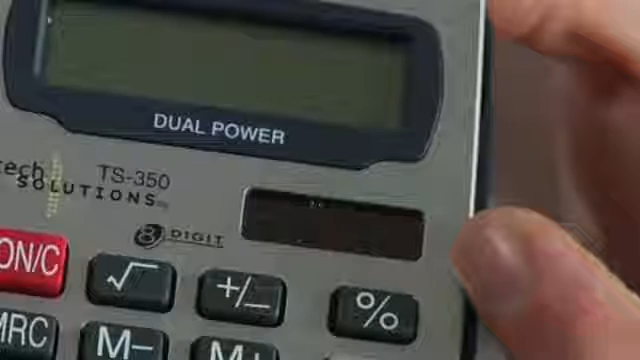 DUAL POWER
tech TS-350
SOLUTIONS
8 DIGIT
ON/C √ +/− %
MRC M− M+